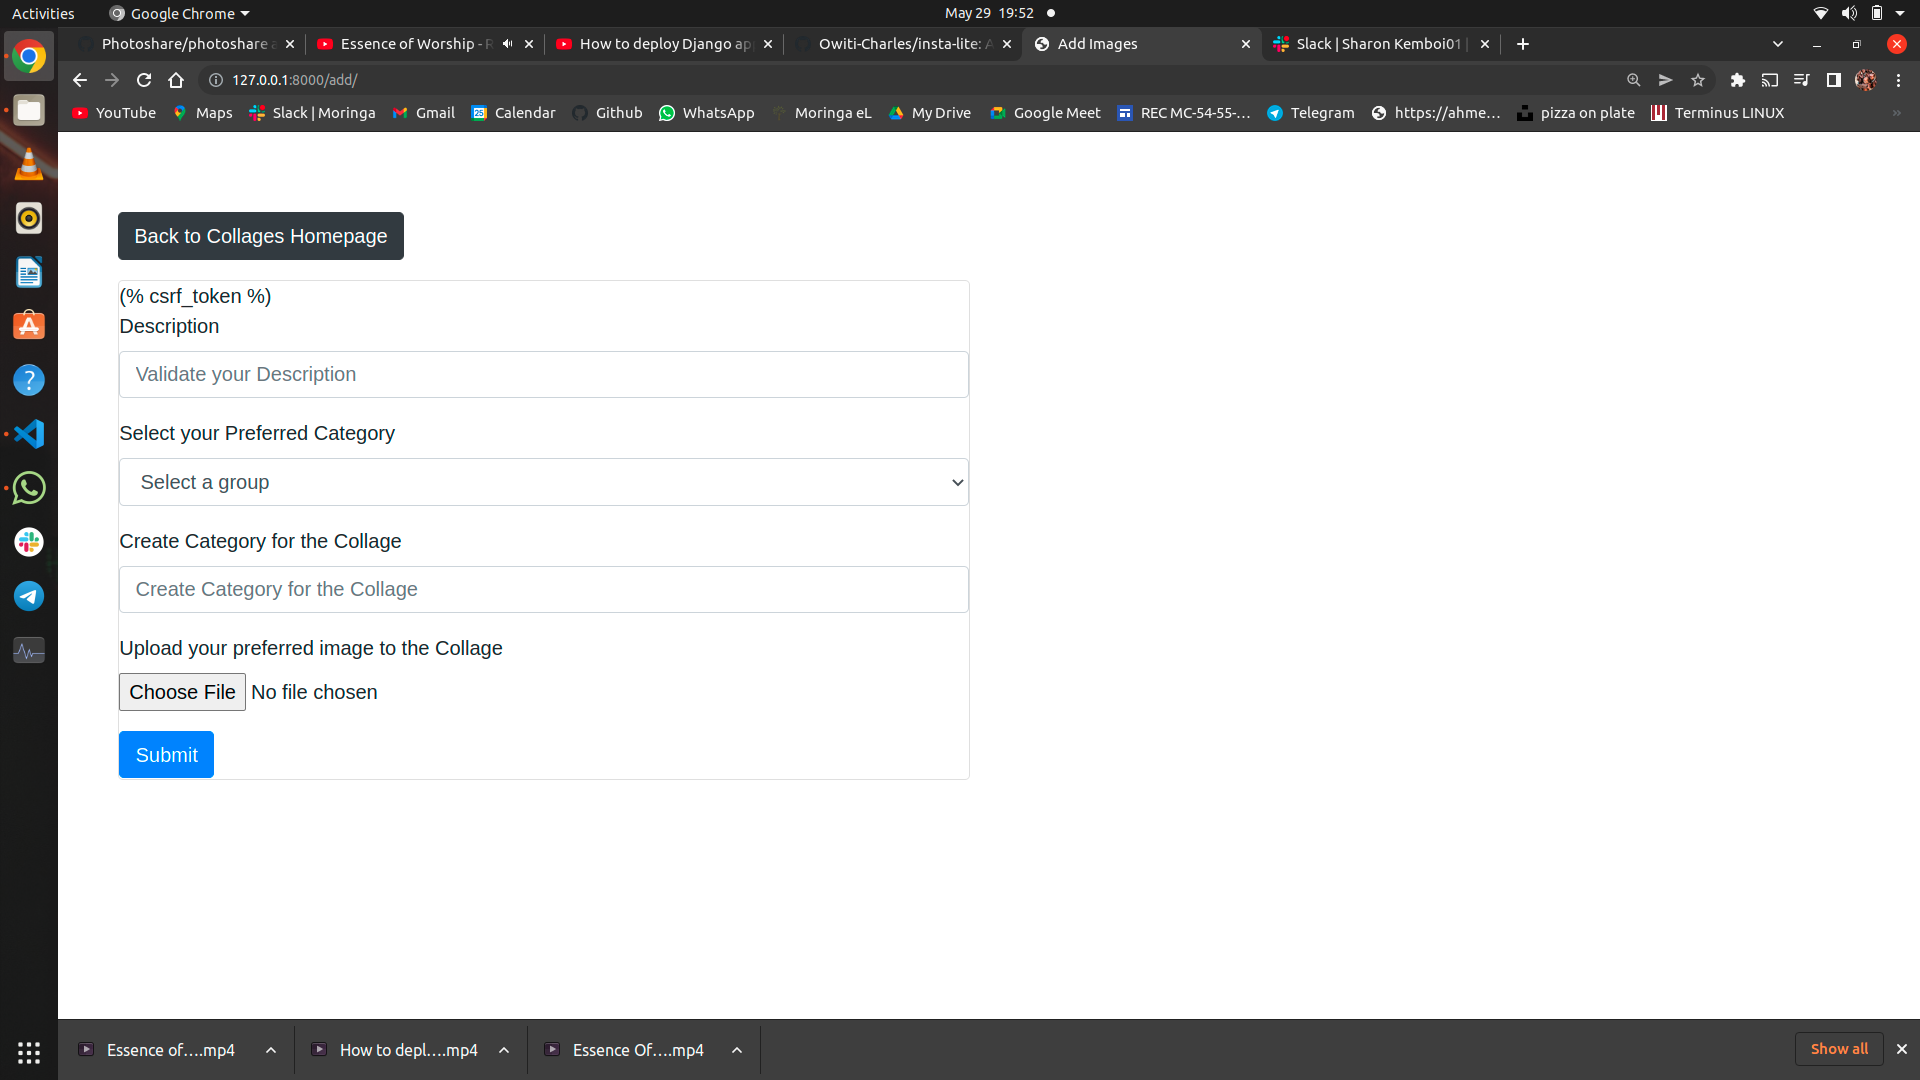 Activities
Google Chrome
May 29 19:52
Photoshare/photoshare a
Essence of Worship - R
How to deploy Django ap
Owiti-Charles/insta-lite: A
Add Images
Slack | Sharon Kemboi01 |
127.0.0.1:8000/add/
YouTube
Maps
Slack | Moringa
Gmail
Calendar
Github
WhatsApp
Moringa eL
My Drive
Google Meet
REC MC-54-55-...
Telegram
https://ahme...
pizza on plate
Terminus LINUX
Back to Collages Homepage
(% csrf_token %)
Description
Validate your Description
Select your Preferred Category
Select a group
Create Category for the Collage
Create Category for the Collage
Upload your preferred image to the Collage
Choose File No file chosen
Submit
Essence of....mp4
How to depl....mp4
Essence Of....mp4
Show all